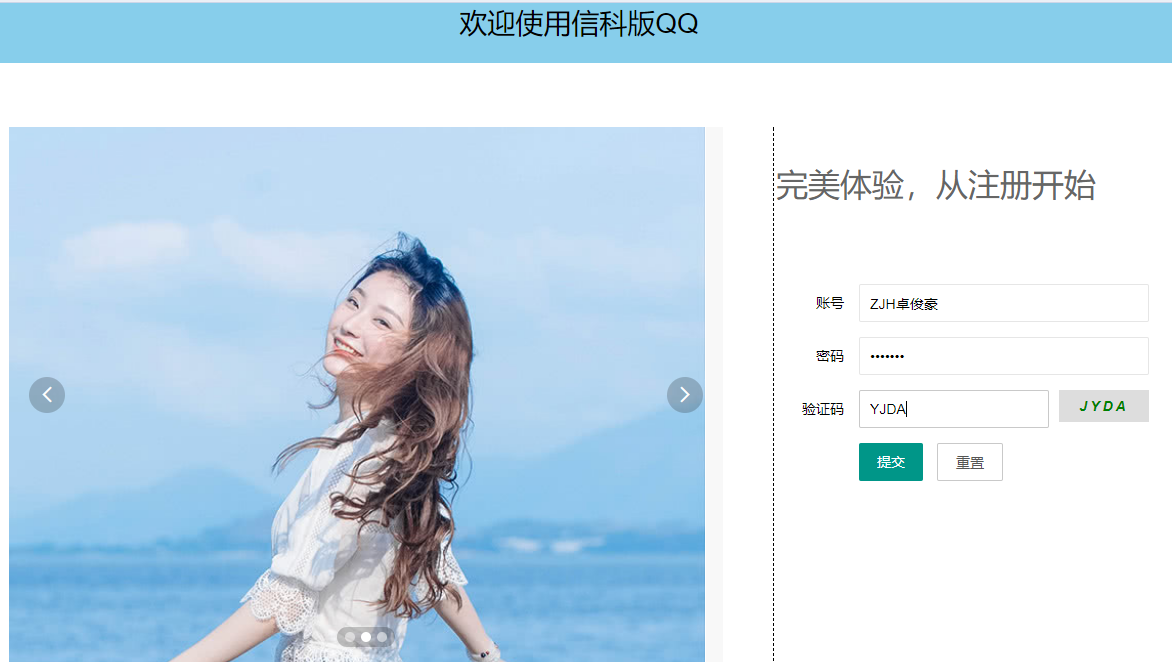 欢迎使用信科版QQ
完美体验，从注册开始
账号 ZJH卓俊豪
密码 •••••••
验证码 YJDA JYDA
提交 重置